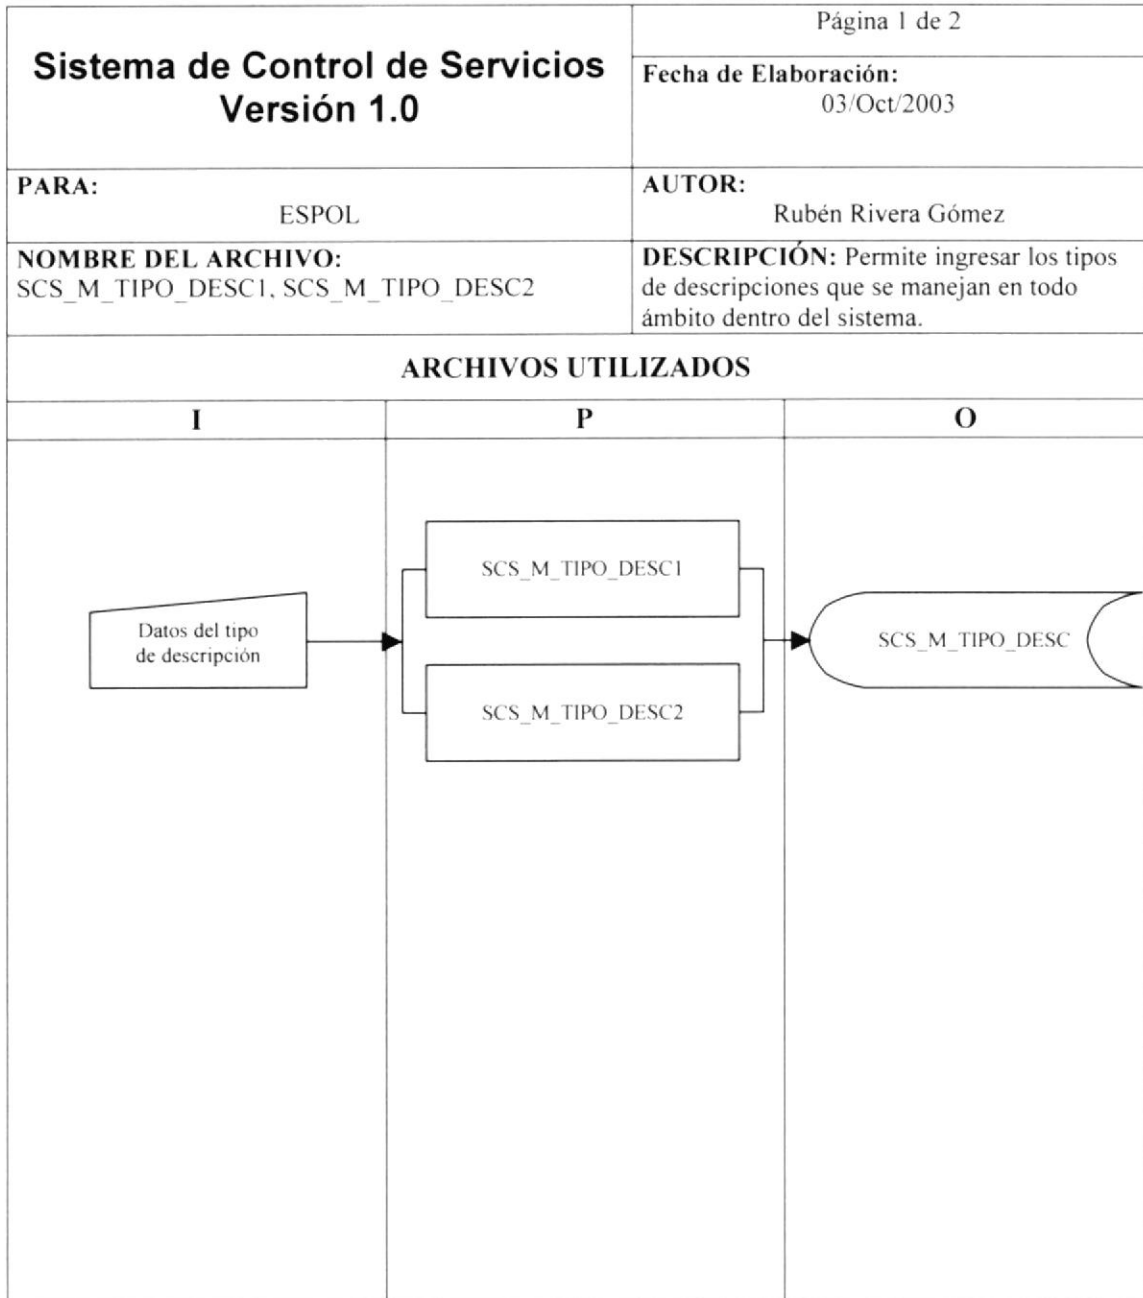 Sistema de Control de Servicios
Versión 1.0
Página 1 de 2
Fecha de Elaboración:
03/Oct/2003
PARA:
ESPOL
AUTOR:
Rubén Rivera Gómez
NOMBRE DEL ARCHIVO:
SCS_M_TIPO_DESC1, SCS_M_TIPO_DESC2
DESCRIPCIÓN: Permite ingresar los tipos
de descripciones que se manejan en todo
ámbito dentro del sistema.
ARCHIVOS UTILIZADOS
I
P
O
Datos del tipo
de descripción
SCS_M_TIPO_DESC1
SCS_M_TIPO_DESC2
SCS_M_TIPO_DESC